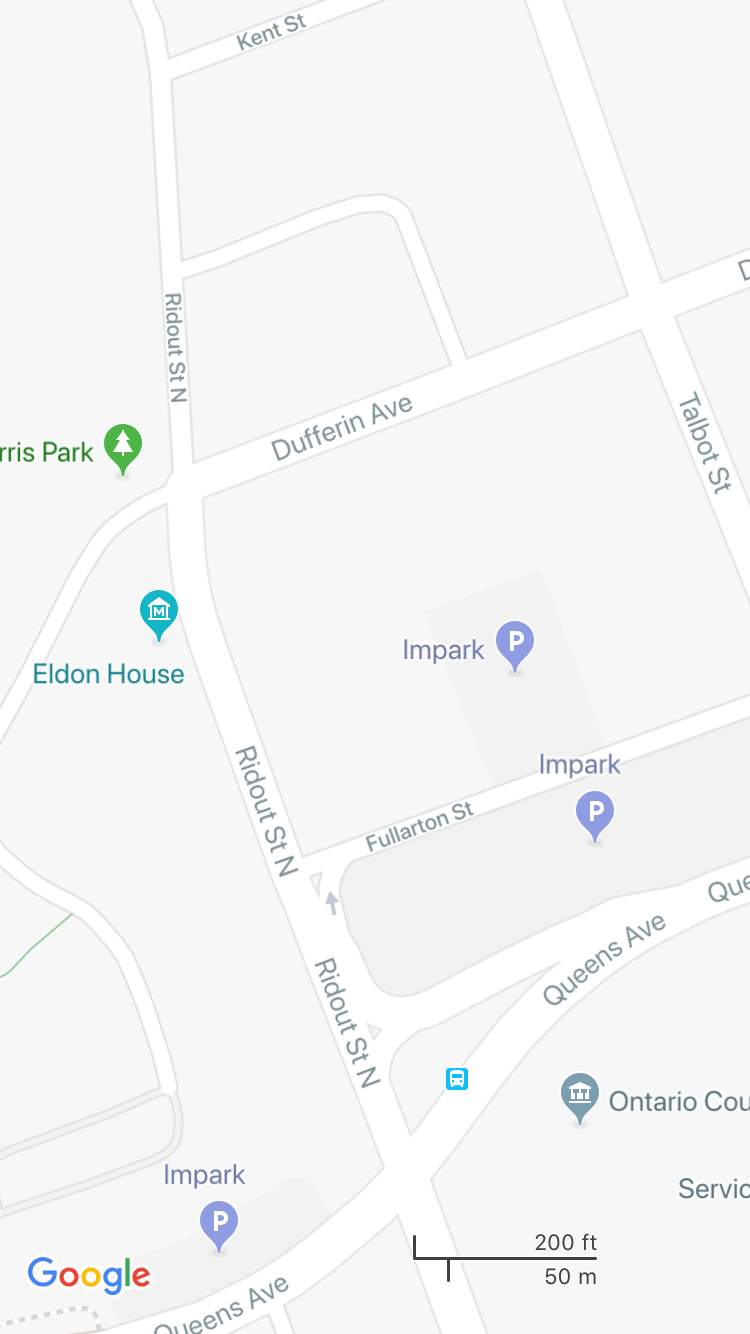 Kent St
D
Ridout St N
Talbot St
Dufferin Ave
rris Park
M
Eldon House
Impark
P
Ridout St N
Impark
P
Fullarton St
Que
Queens Ave
Ridout St N
Ontario Cou
Impark
Servic
P
200 ft
50 m
Google
Queens Ave